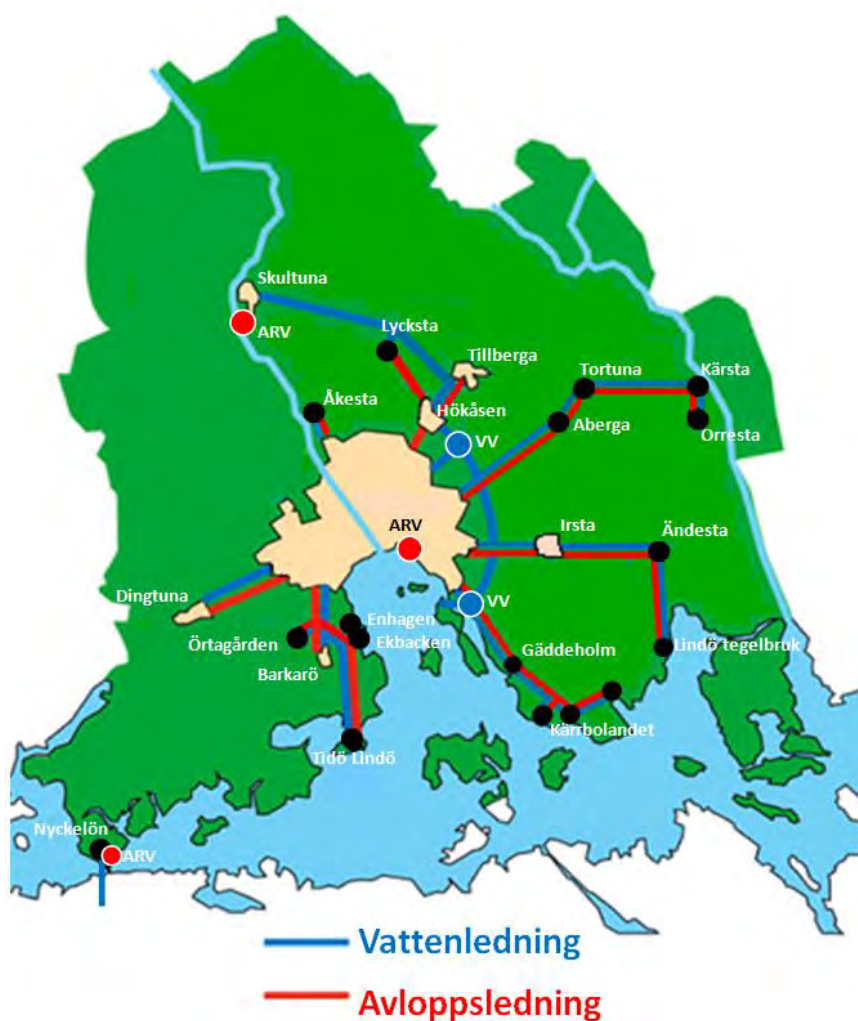 Skultuna
ARV
Lycksta
Tillberga
Tortuna
Kärsta
Åkesta
Hökåsen
VV
Aberga
Orresta
ARV
Irsta
Ändesta
Dingtuna
VV
Enhagen
Örtagården
Ekbacken
Gäddeholm
Lindö tegelbruk
Barkarö
Kärrbolandet
Tidö Lindö
Nyckelön
ARV
Vattenledning
Avloppsledning